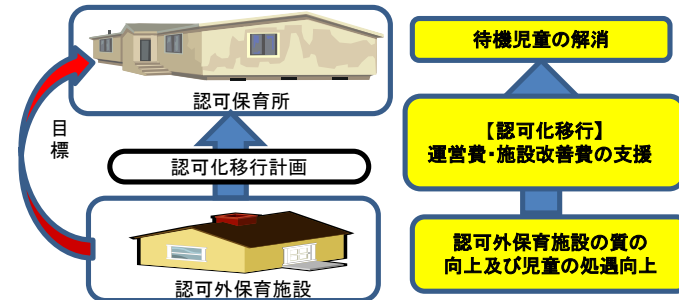 認可保育所
目標
認可化移行計画
認可外保育施設
待機児童の解消
【認可化移行】
運営費・施設改善費の支援
認可外保育施設の質の
向上及び児童の処遇向上